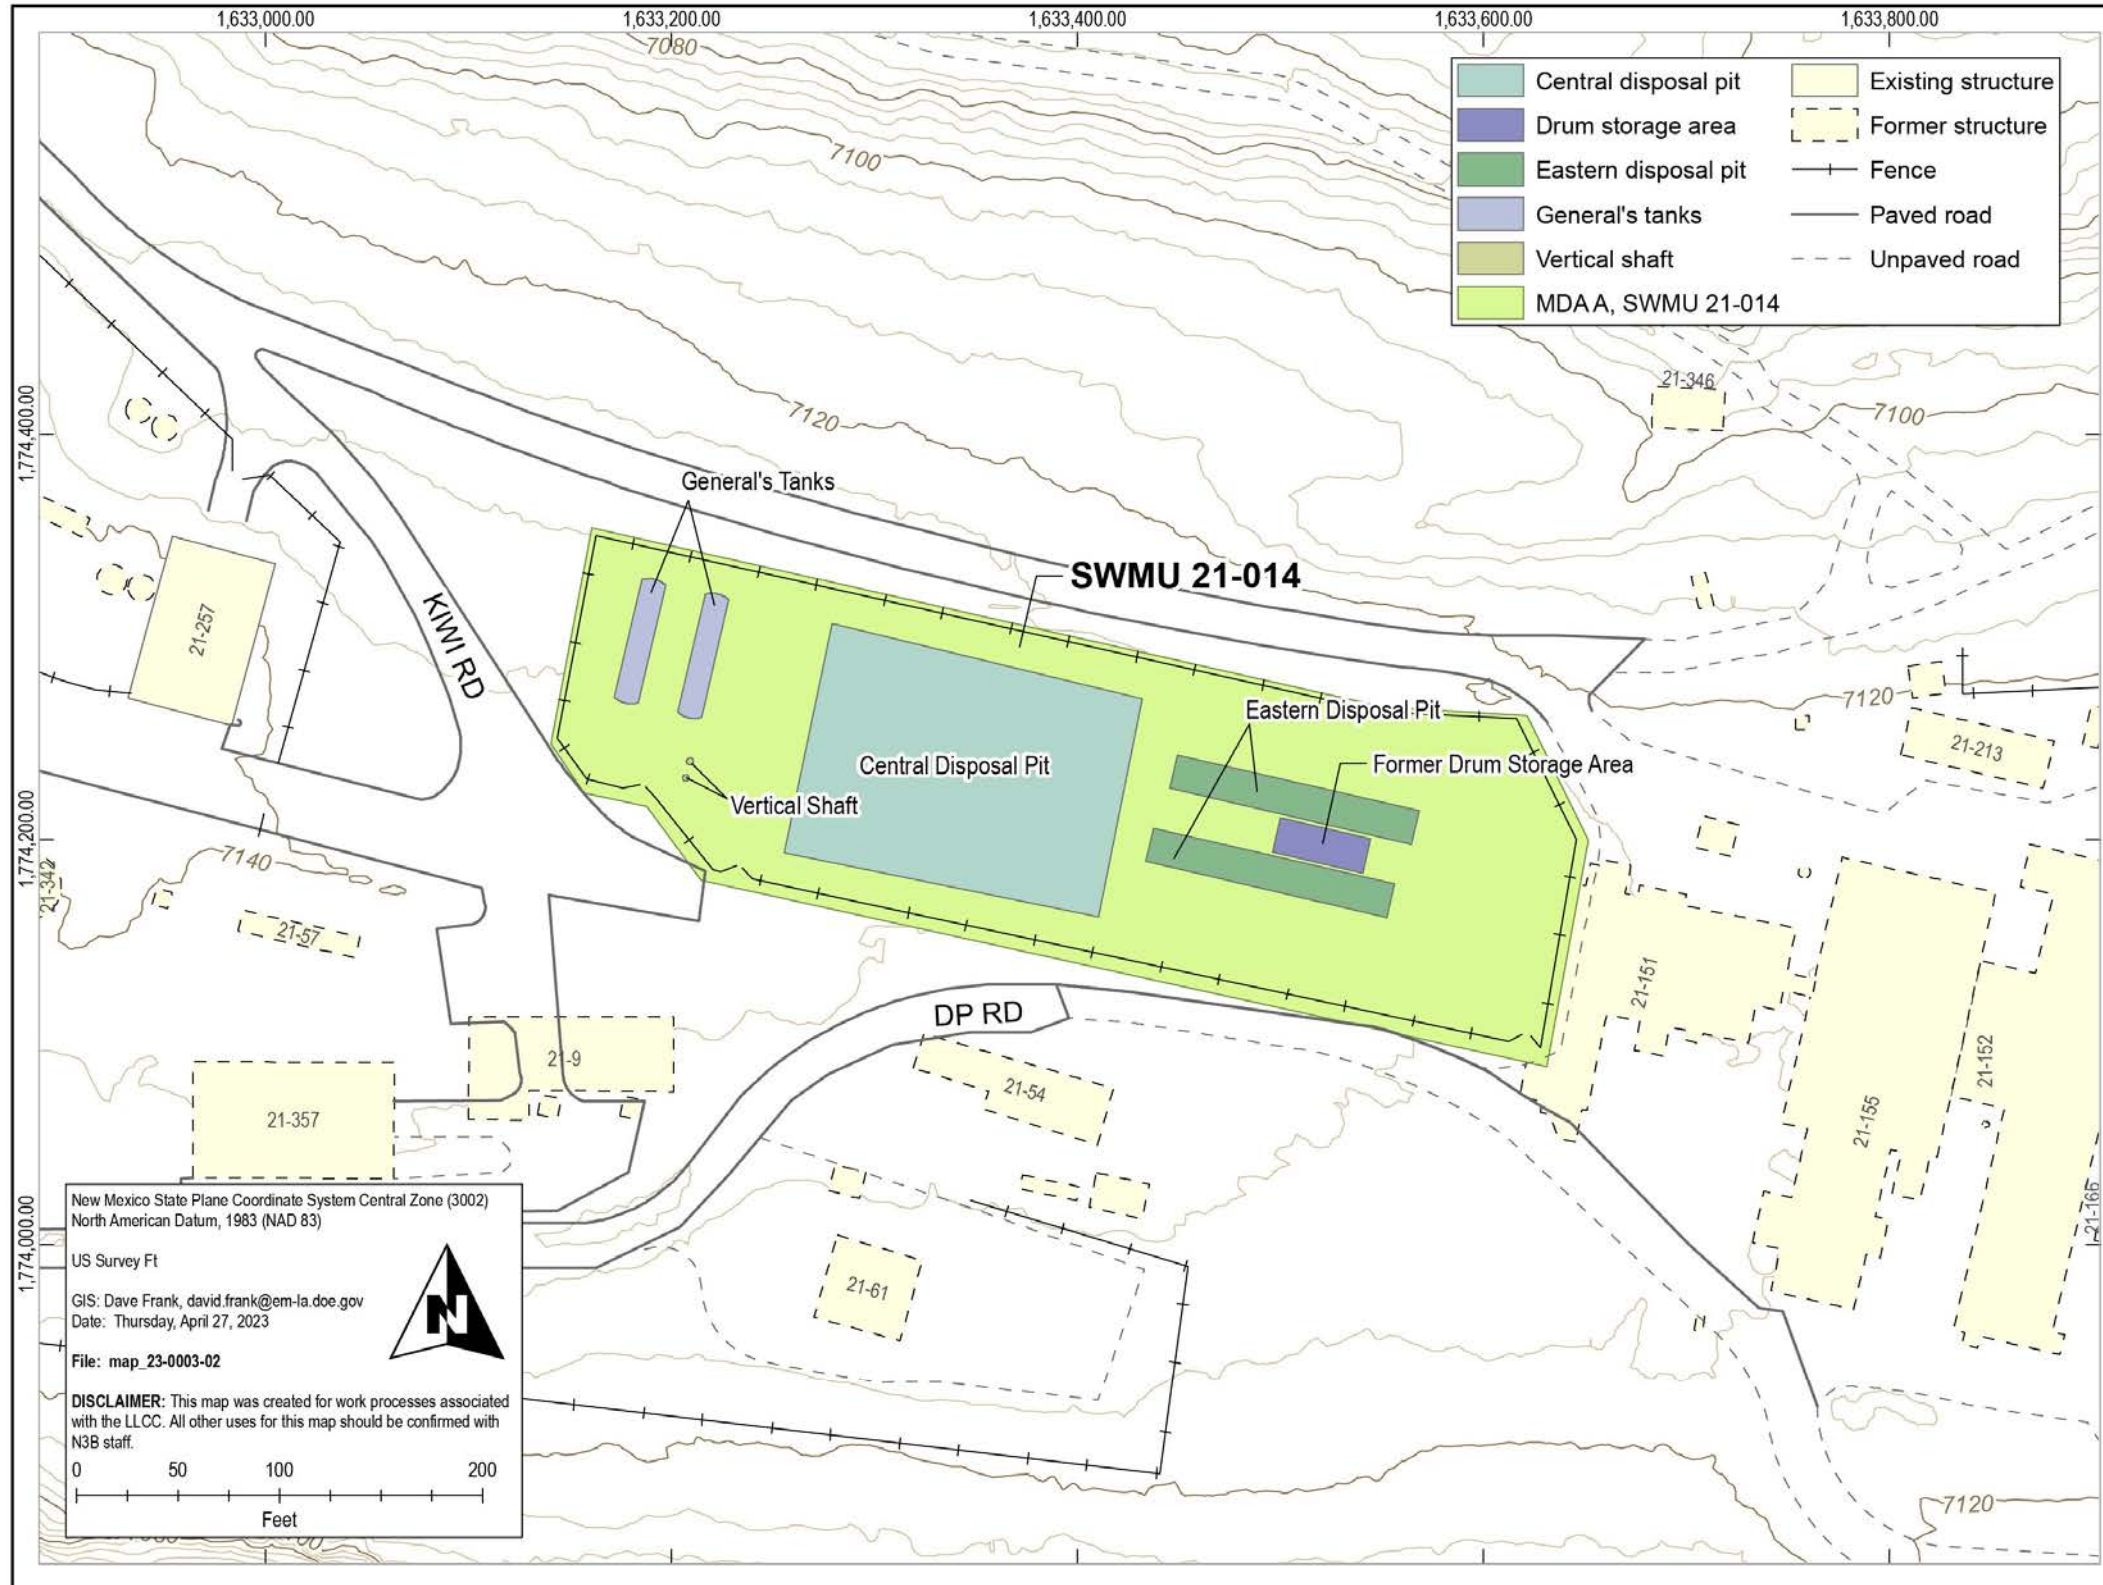 1,633,000.00 1,633,200.00 1,633,400.00 1,633,600.00 1,633,800.00
7080
Central disposal pit
Drum storage area
Eastern disposal pit
General's tanks
Vertical shaft
MDA A, SWMU 21-014
Existing structure
Former structure
Fence
Paved road
Unpaved road
7100
1,774,400.00
7120
21-346
7100
General's Tanks
SWMU 21-014
21-257
KIWI RD
Eastern Disposal Pit
7120
21-213
Central Disposal Pit
Former Drum Storage Area
Vertical Shaft
1,774,200.00
7140
21-342
21-57
21-151
DP RD
21-9
21-54
21-152
21-357
21-155
21-166
1,774,000.00
21-61
New Mexico State Plane Coordinate System Central Zone (3002)
North American Datum, 1983 (NAD 83)
US Survey Ft
GIS: Dave Frank, david.frank@em-la.doe.gov
Date: Thursday, April 27, 2023
N
File: map_23-0003-02
DISCLAIMER: This map was created for work processes associated
with the LLCC. All other uses for this map should be confirmed with
N3B staff.
0 50 100 200
Feet
7120